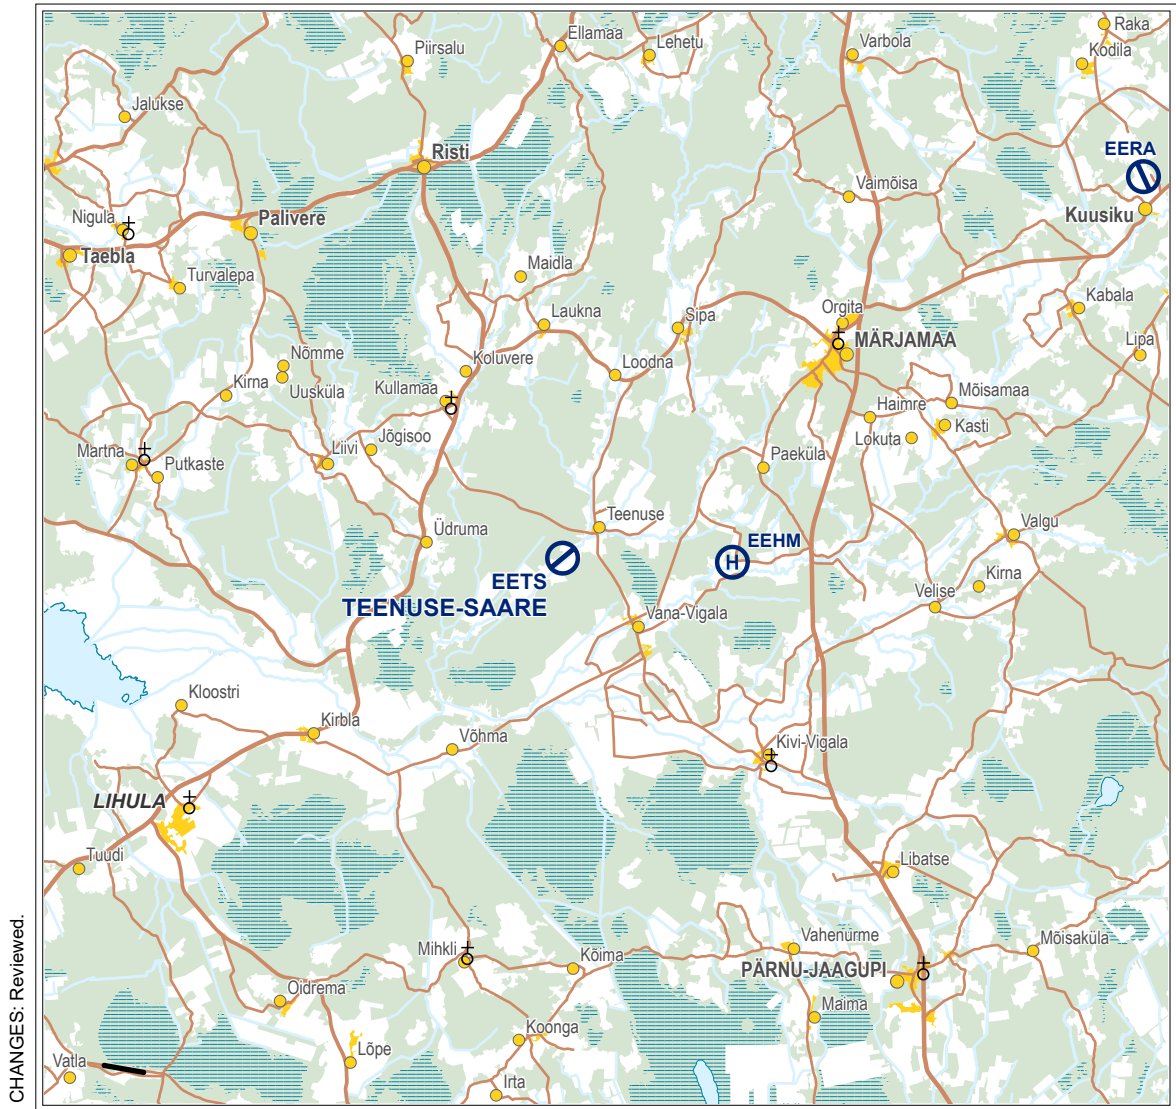 Raka
Ellamaa
Lehetu
Varbola
Kodila
Piirsalu
Jalukse
EERA
Risti
Vaimõisa
Kuusiku
Nigula
Palivere
Taebla
Maidla
Turvalepa
Kabala
Orgita
Laukna
Sipa
MÄRJAMAA
Lipa
Nõmme
Koluvere
Loodna
Kirna
Uusküla
Kullamaa
Mõisamaa
Haimre
Kasti
Lokuta
Martna
Jõgisoo
Putkaste
Liivi
Paeküla
Teenuse
Valgu
Üdruma
EEHM
H
EETS
TEENUSE-SAARE
Kirna
Velise
Vana-Vigala
Kloostri
Kirbla
Võhma
Kivi-Vigala
LIHULA
Tuudi
Libatse
CHANGES: Reviewed.
Vahenurme
Mõisaküla
Mihkli
Kõima
PÄRNU-JAAGUPI
Oidrema
Maima
Koonga
Lõpe
Vatla
Irta